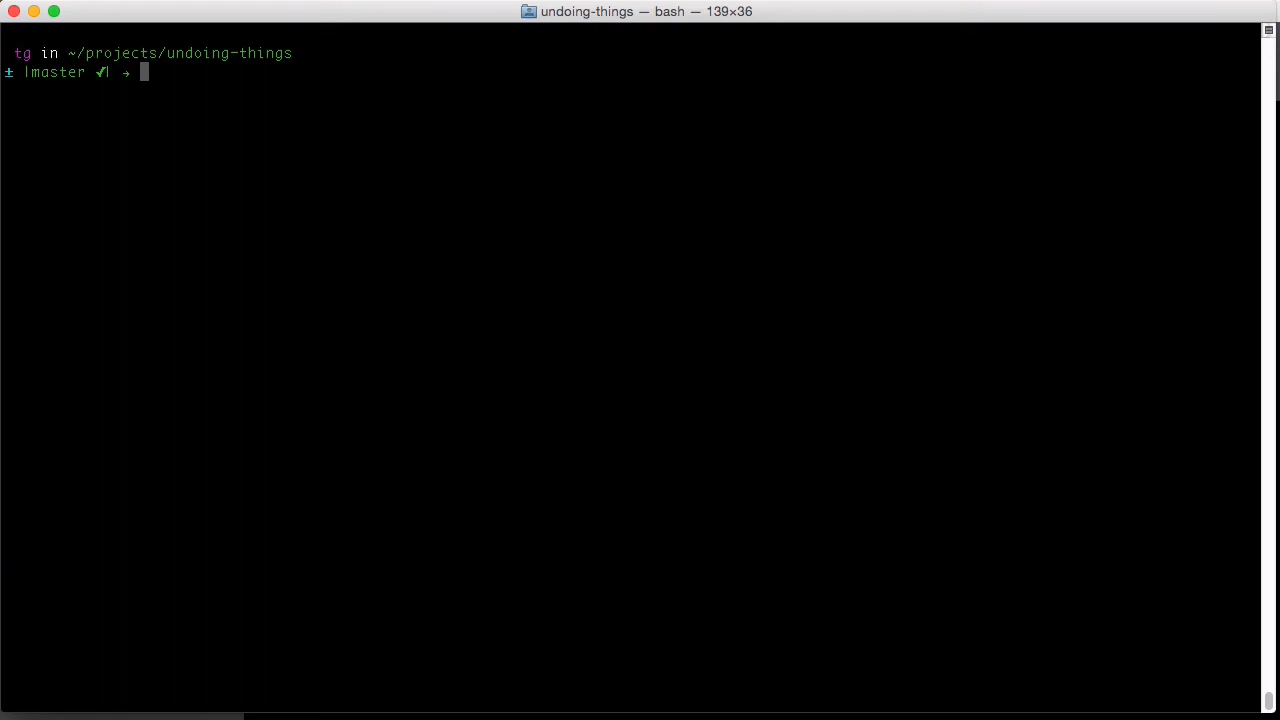 undoing-things — bash — 139×36
tg in ~/projects/undoing-things
± |master ✓| →